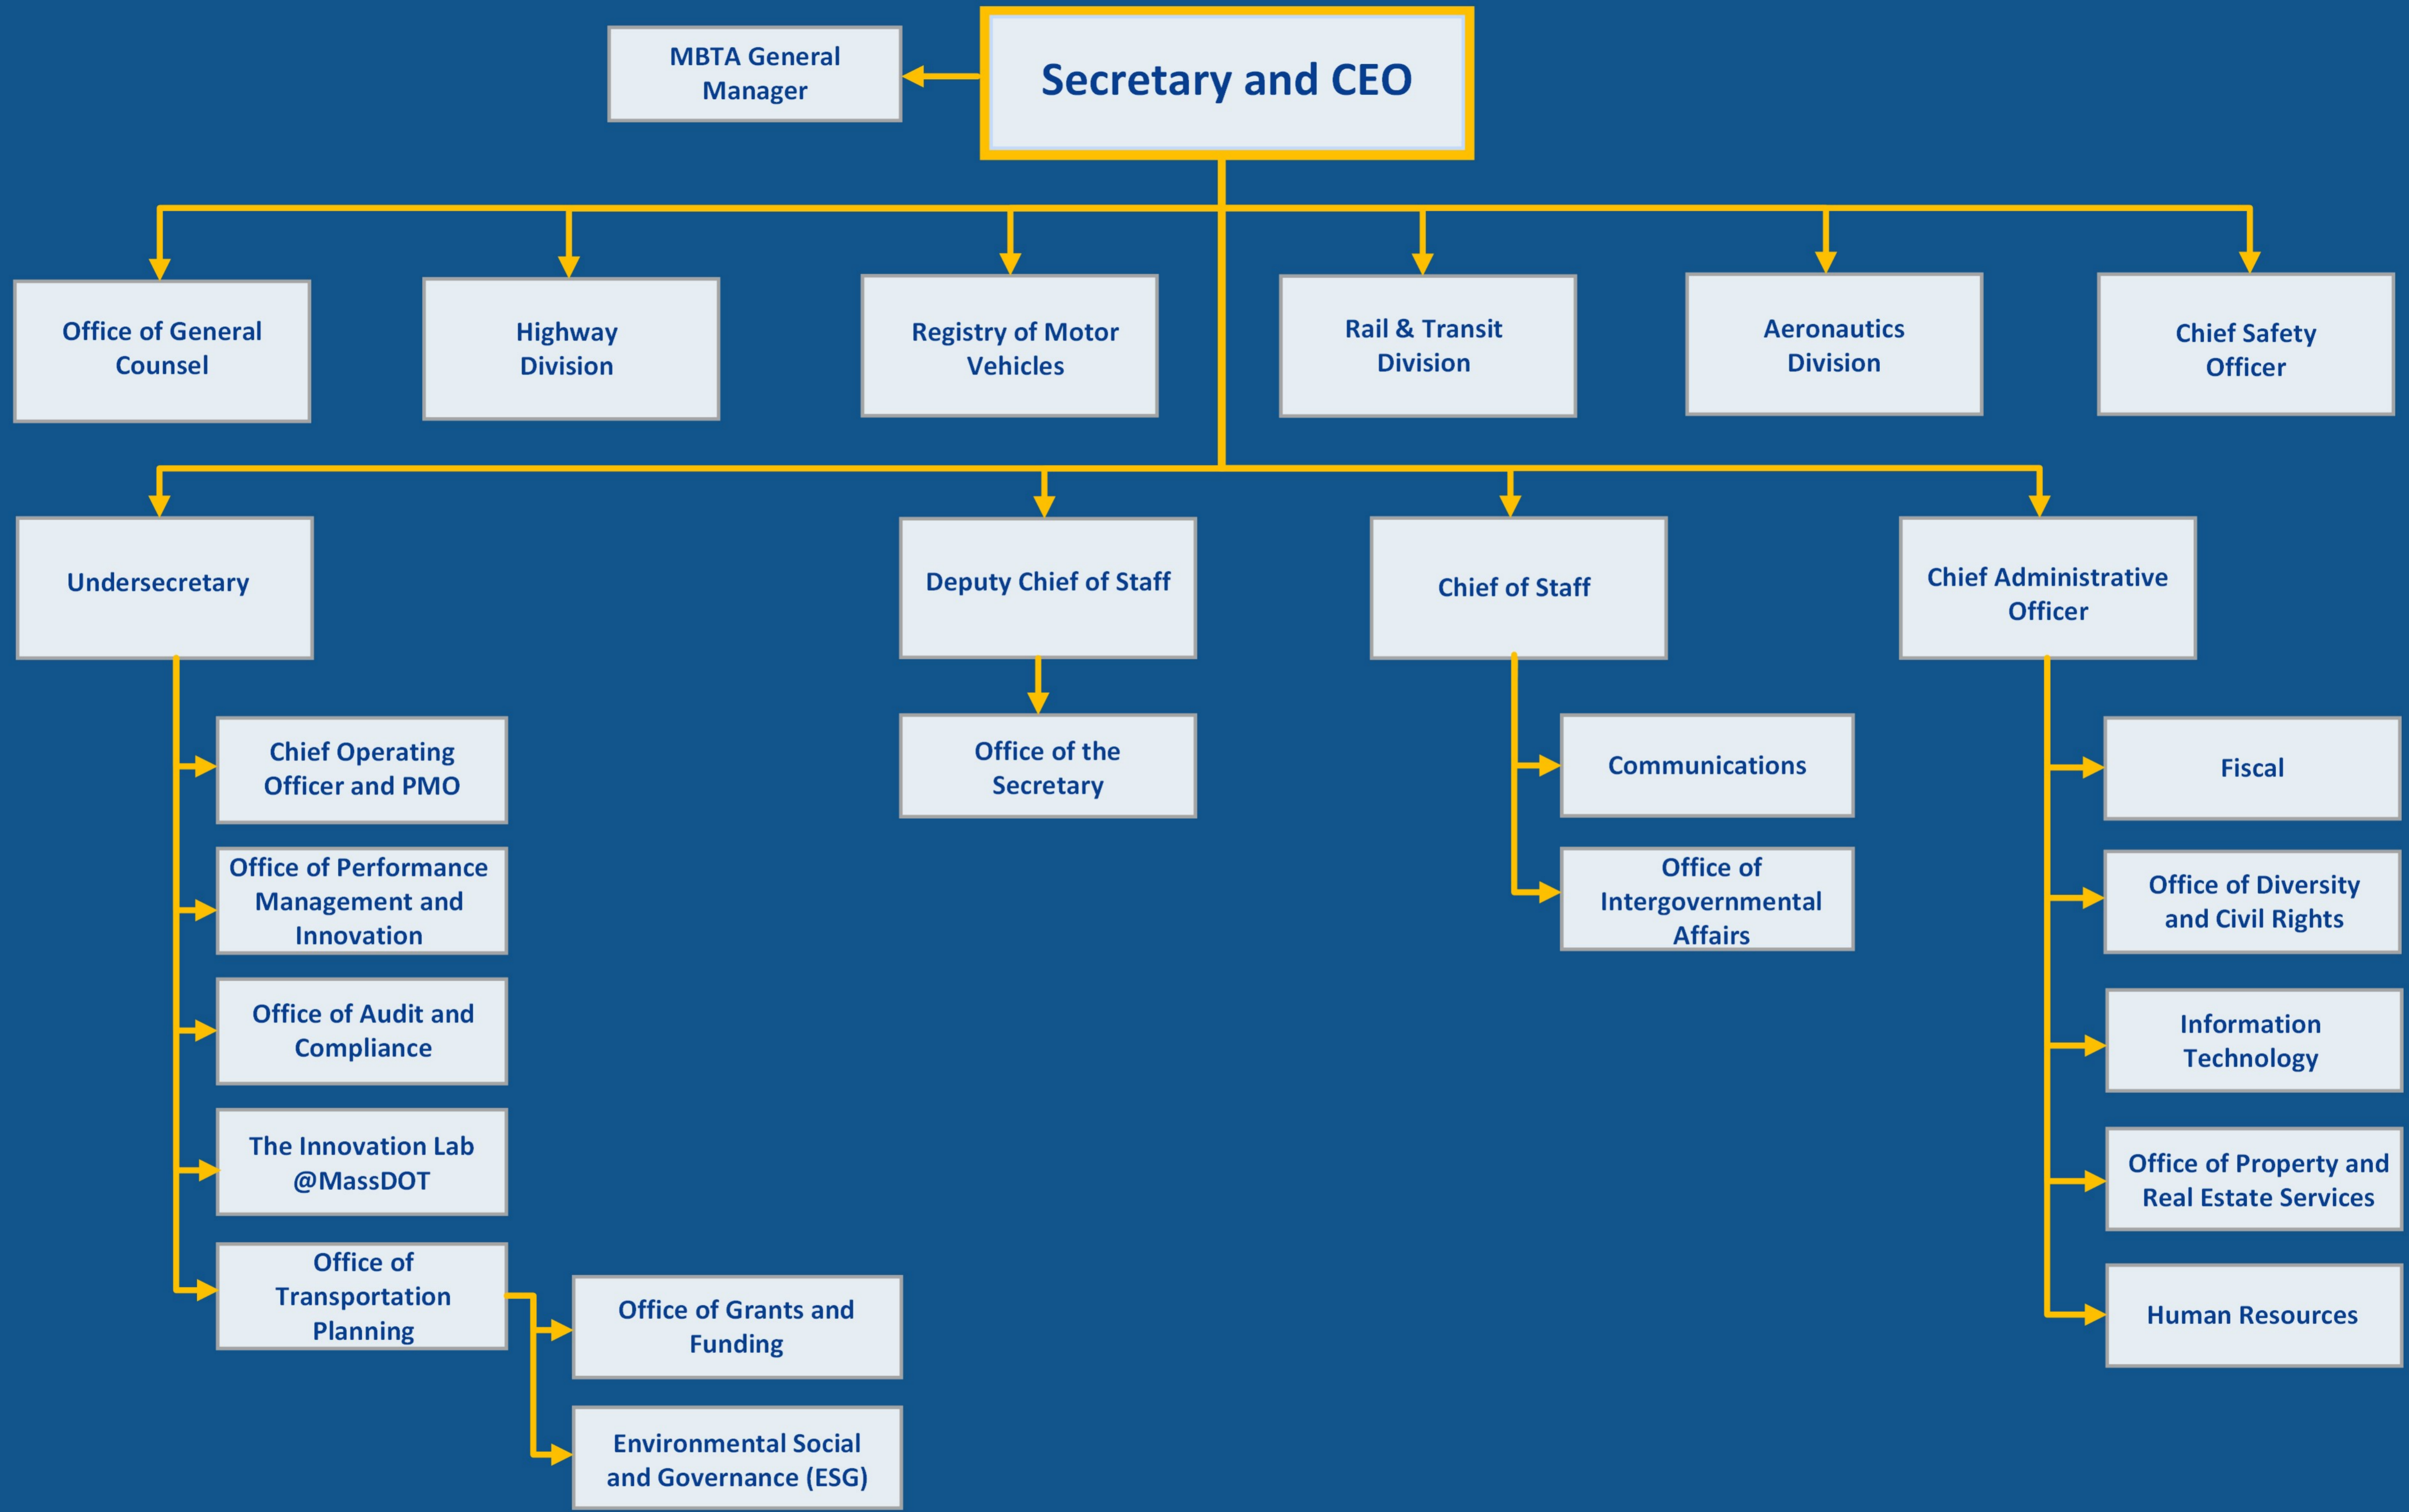 MBTA General
Manager
Secretary and CEO
Office of General
Counsel
Highway
Division
Registry of Motor
Vehicles
Rail & Transit
Division
Aeronautics
Division
Chief Safety
Officer
Undersecretary
Deputy Chief of Staff
Chief of Staff
Chief Administrative
Officer
Chief Operating
Officer and PMO
Office of Performance
Management and
Innovation
Office of Audit and
Compliance
The Innovation Lab
@MassDOT
Office of
Transportation
Planning
Office of Grants and
Funding
Environmental Social
and Governance (ESG)
Office of the
Secretary
Communications
Office of
Intergovernmental
Affairs
Fiscal
Office of Diversity
and Civil Rights
Information
Technology
Office of Property and
Real Estate Services
Human Resources